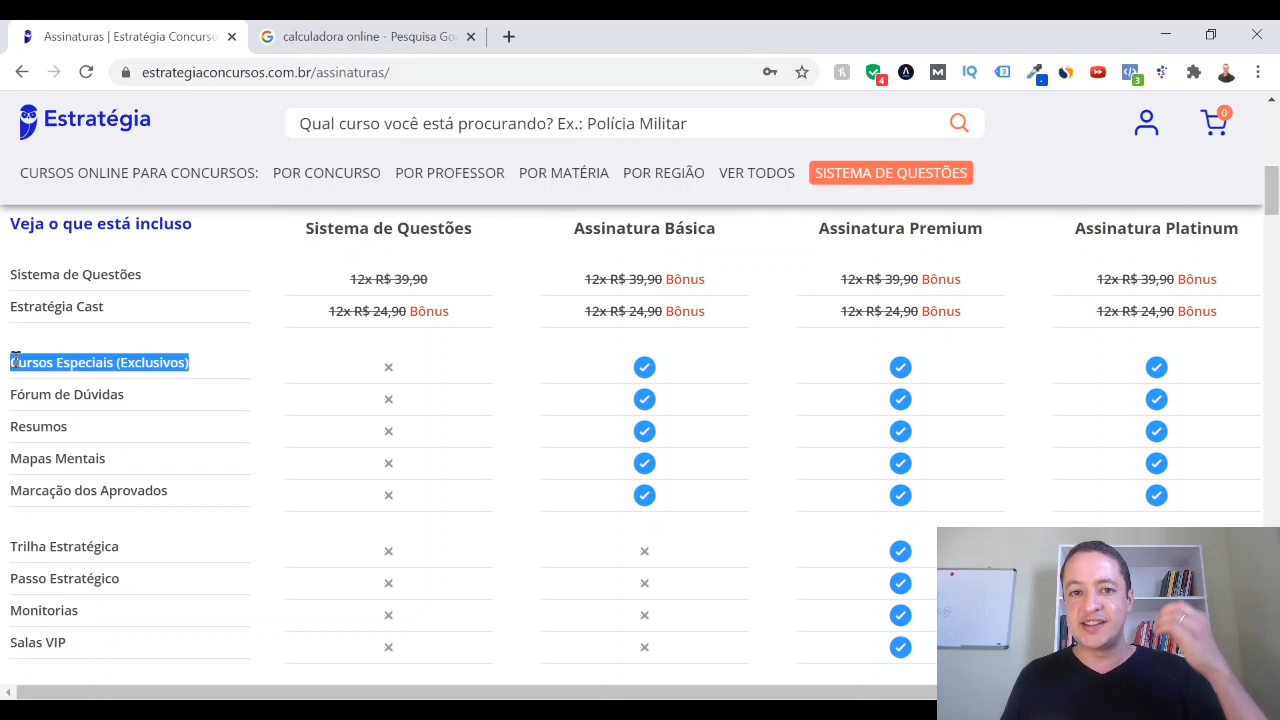 Assinaturas | Estratégia Concurso
calculadora online - Pesquisa Go
estrategiaconcursos.com.br/assinaturas/
4
3
Estratégia
Qual curso você está procurando? Ex.: Polícia Militar
0
CURSOS ONLINE PARA CONCURSOS: POR CONCURSO POR PROFESSOR POR MATÉRIA POR REGIÃO VER TODOS SISTEMA DE QUESTÕES
Veja o que está incluso Sistema de Questões Assinatura Básica Assinatura Premium Assinatura Platinum
Sistema de Questões 12x R$ 39,90 12x R$ 39,90 Bônus 12x R$ 39,90 Bônus 12x R$ 39,90 Bônus
Estratégia Cast 12x R$ 24,90 Bônus 12x R$ 24,90 Bônus 12x R$ 24,90 Bônus 12x R$ 24,90 Bônus
Cursos Especiais (Exclusivos)
Fórum de Dúvidas
Resumos
Mapas Mentais
Marcação dos Aprovados
Trilha Estratégica
Passo Estratégico
Monitorias
Salas VIP